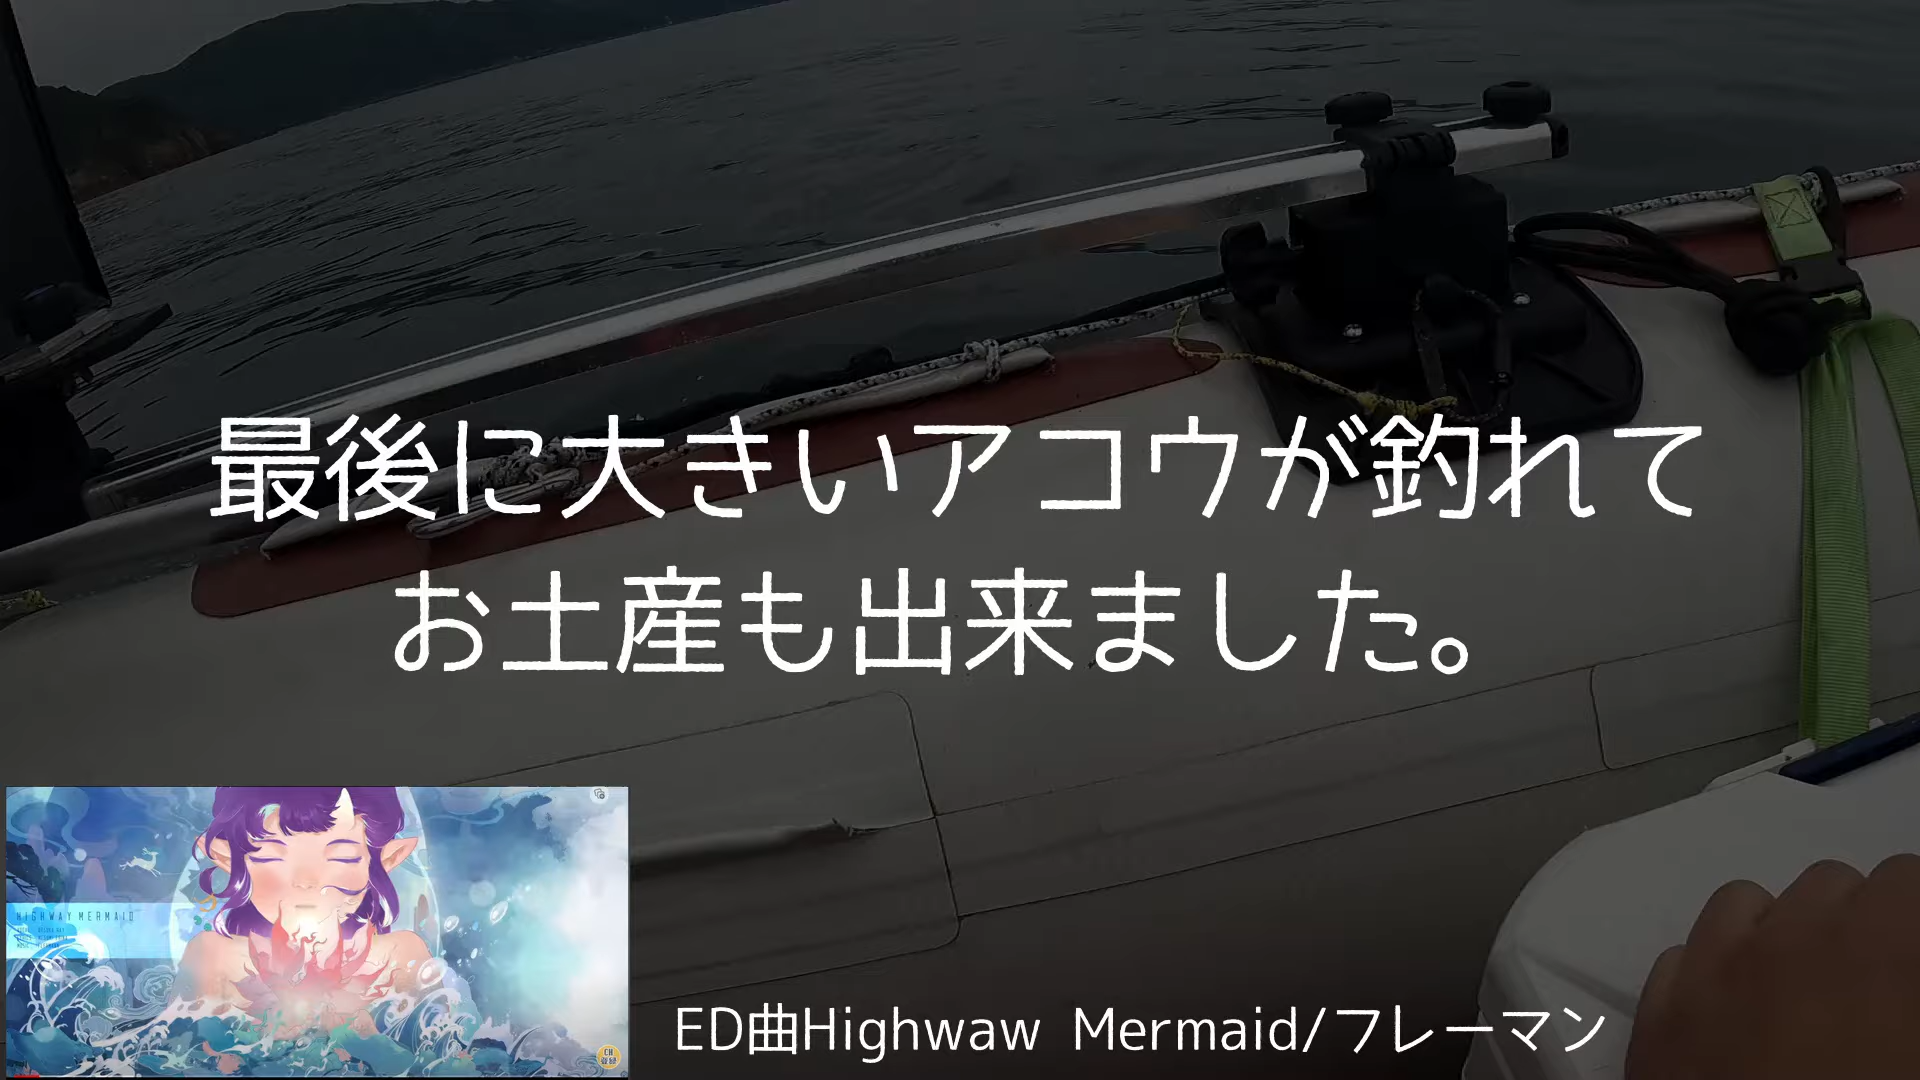 最後に大きいアコウが釣れて
お土産も出来ました。
HIGHWAY MERMAID
CH
ED曲Highwaw Mermaid/フレーマン